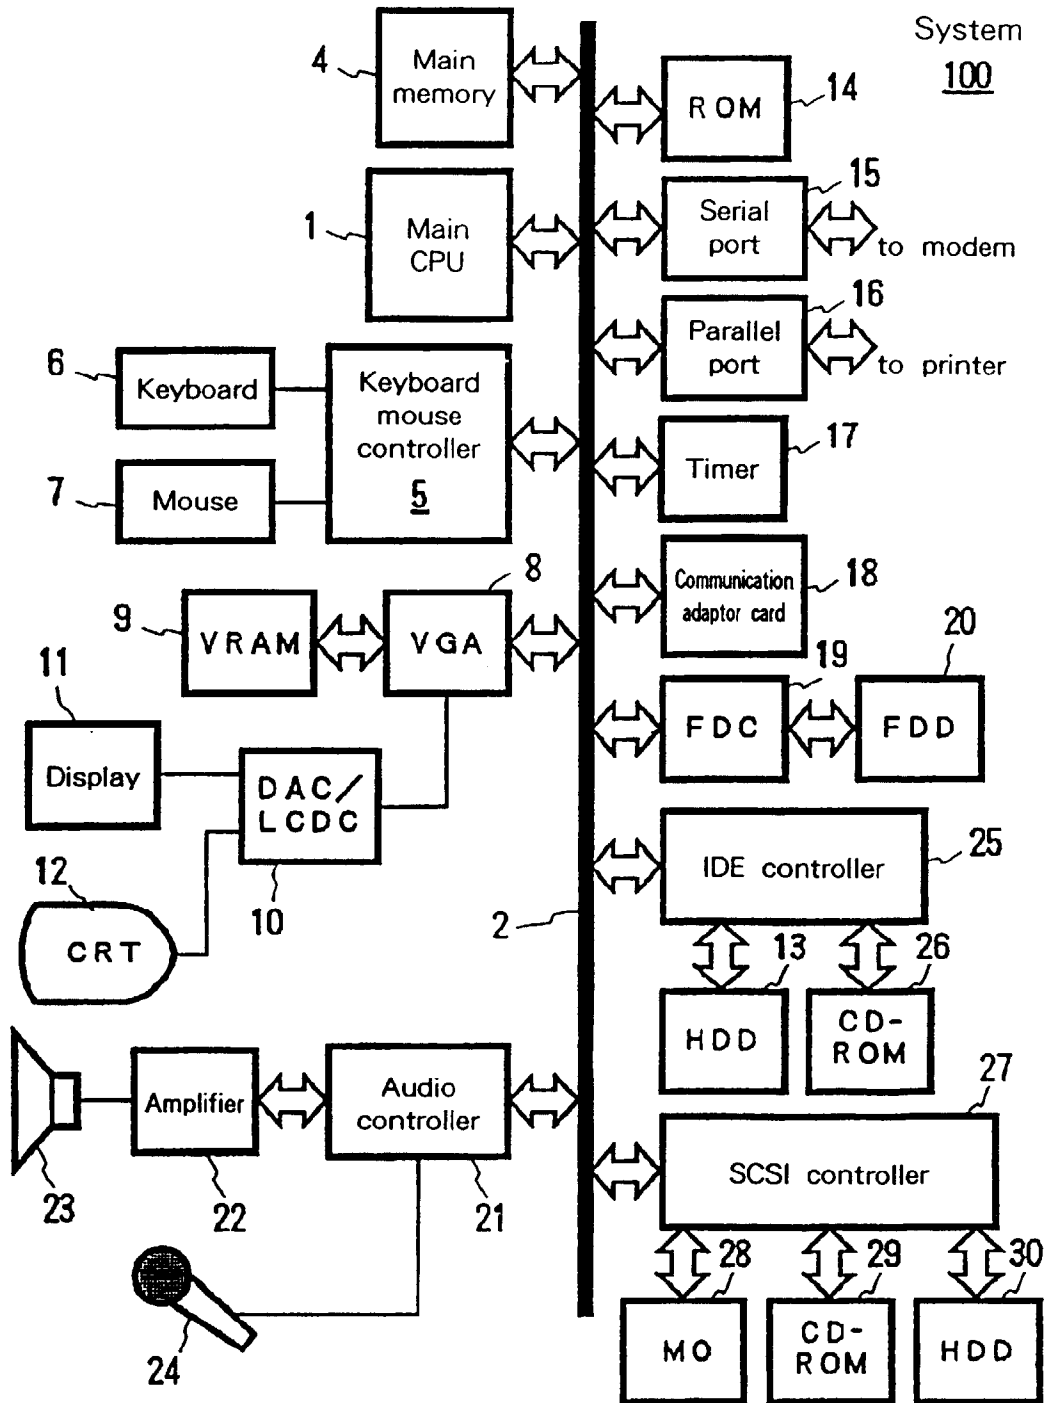 System
100
4
Main
memory
ROM
14
1
Main
CPU
15
Serial
port
to modem
16
Parallel
port
to printer
6
Keyboard
7
Mouse
Keyboard
mouse
controller
5
17
Timer
Communication
adaptor card
18
8
9
VRAM
VGA
11
Display
DAC/
LCDC
10
12
CRT
2
19
FDC
20
FDD
IDE controller
25
13
HDD
26
CD-
ROM
27
SCSI controller
23
Amplifier
22
Audio
controller
21
24
28
MO
29
CD-
ROM
30
HDD